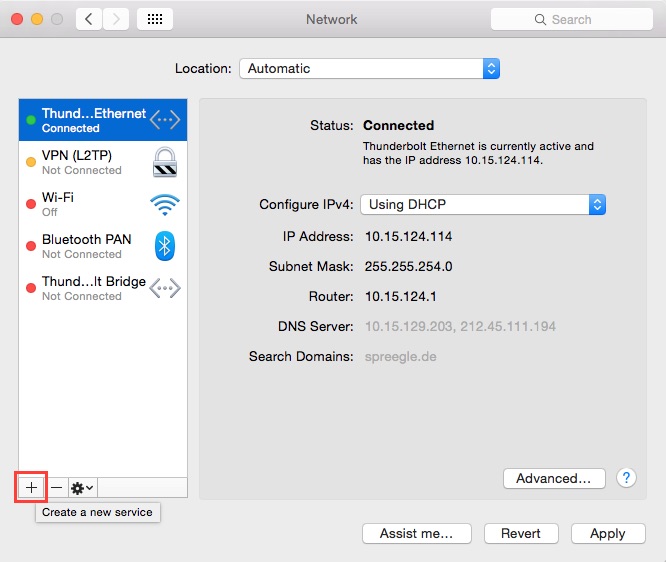 Network
Search
Location: Automatic
Thund...Ethernet
Connected
VPN (L2TP)
Not Connected
Wi-Fi
Off
Bluetooth PAN
Not Connected
Thund...lt Bridge
Not Connected
Status: Connected
Thunderbolt Ethernet is currently active and
has the IP address 10.15.124.114.
Configure IPv4: Using DHCP
IP Address: 10.15.124.114
Subnet Mask: 255.255.254.0
Router: 10.15.124.1
DNS Server: 10.15.129.203, 212.45.111.194
Search Domains: spreegle.de
Advanced... ?
+ −
Create a new service
Assist me... Revert Apply